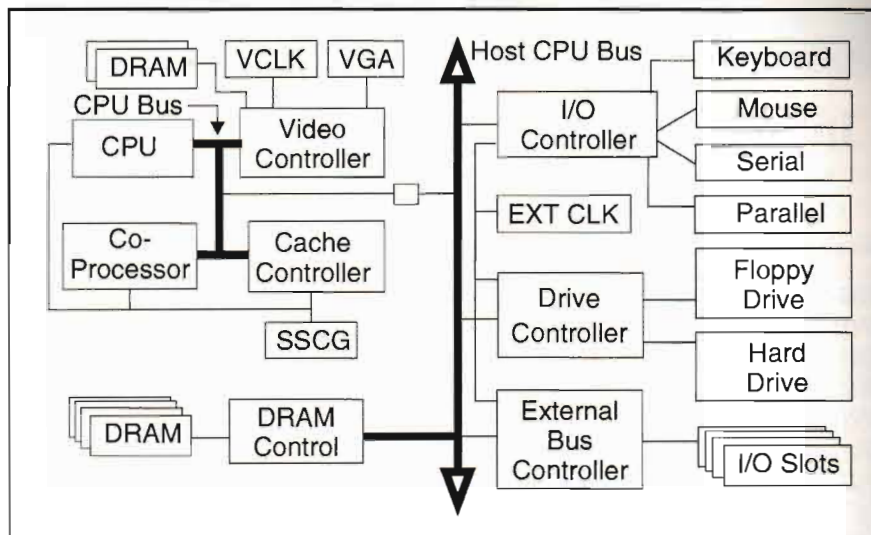 DRAM
VCLK
VGA
CPU Bus
CPU
Video
Controller
Co-
Processor
Cache
Controller
SSCG
DRAM
DRAM
Control
Host CPU Bus
I/O
Controller
Keyboard
Mouse
Serial
Parallel
EXT CLK
Drive
Controller
Floppy
Drive
Hard
Drive
External
Bus
Controller
I/O Slots